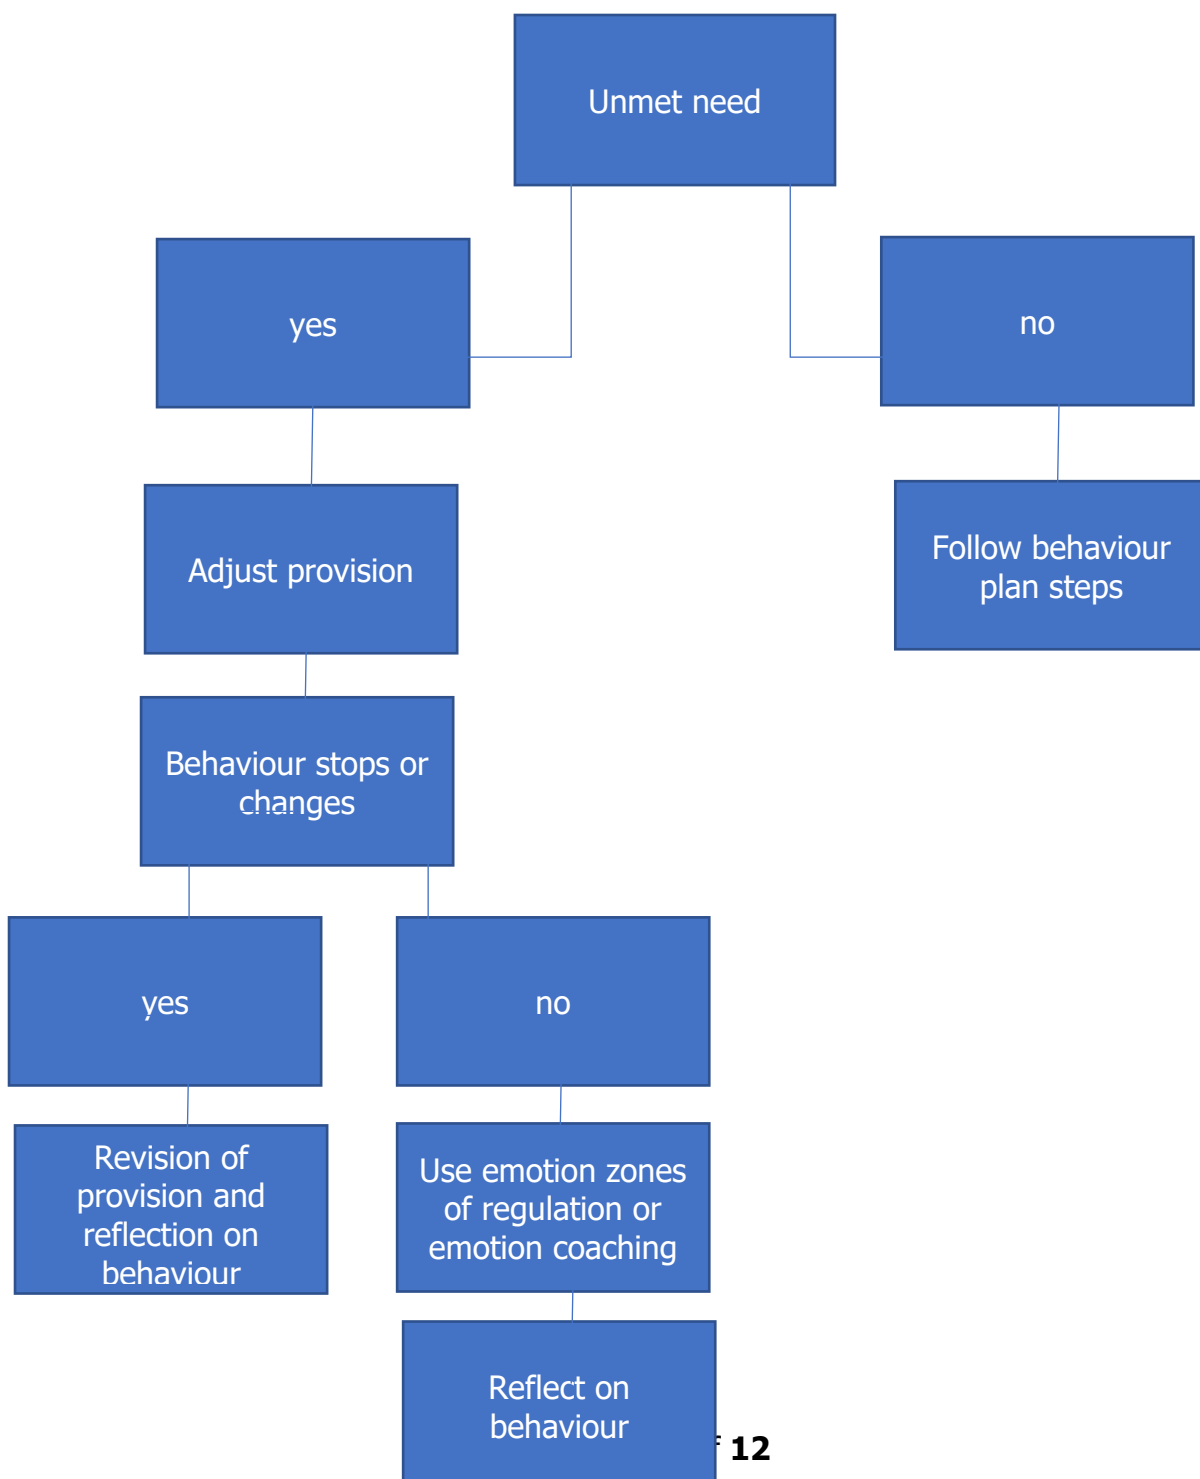 Unmet need
yes
no
Adjust provision
Follow behaviour
plan steps
Behaviour stops or
changes
yes
no
Revision of
provision and
reflection on
behaviour
Use emotion zones
of regulation or
emotion coaching
Reflect on
behaviour
12